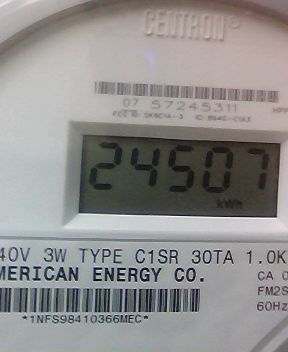 CENTRON®
07 57245311
24507
kWh
40V 3W TYPE C1SR 30TA 1.0K
MERICAN ENERGY CO.
CA 0
FM2S
60Hz
*1NFS98410366MEC*